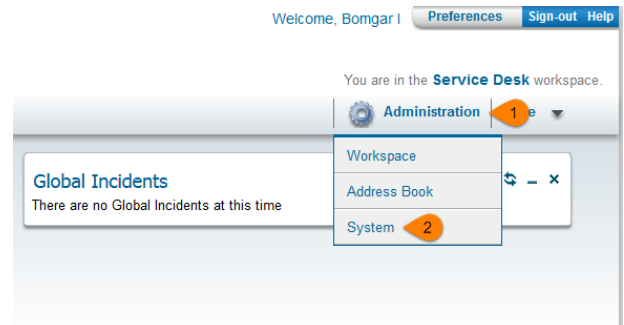 Welcome, Bomgar I Preferences Sign-out Help
You are in the Service Desk workspace.
Administration 1 e
Workspace
Global Incidents
Address Book
There are no Global Incidents at this time
System 2